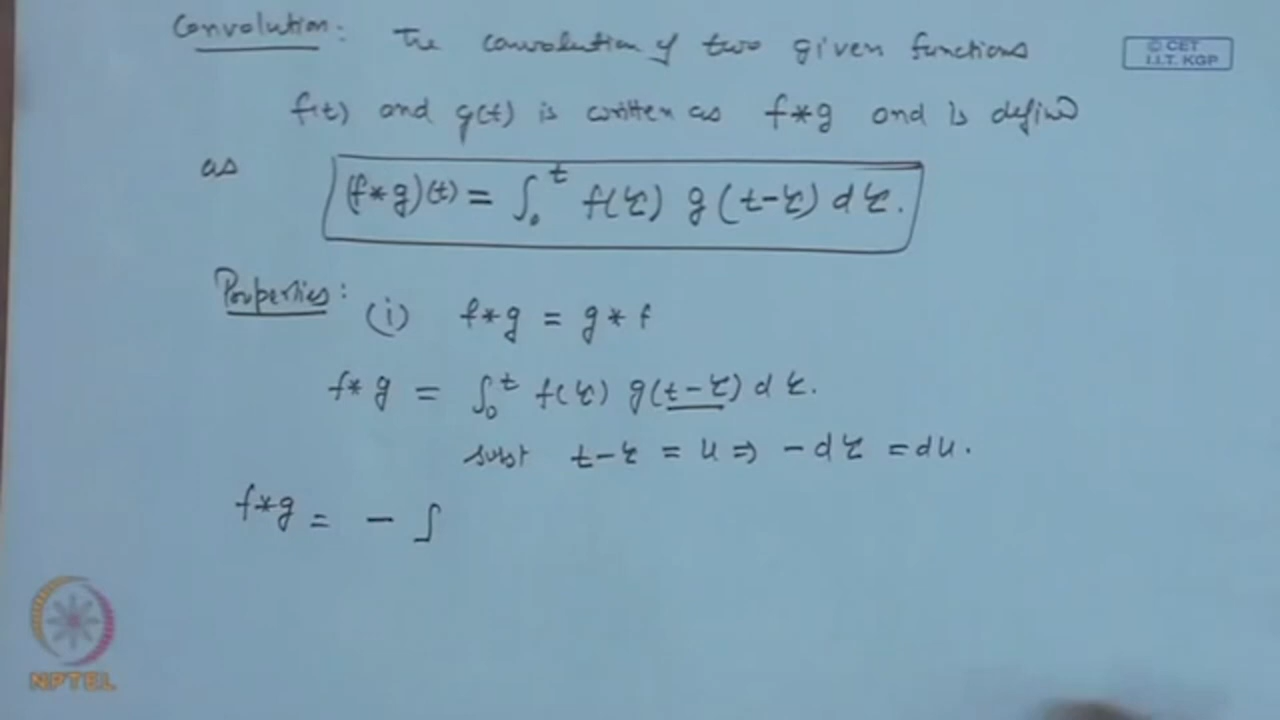 Convolution: The convolution of two given functions
© CET
I.I.T. KGP
f(t) and g(t) is written as f*g and is defined
as (f*g)(t) = ∫₀ᵗ f(τ) g(t-τ) dτ.
Properties: (i) f*g = g*f
f*g = ∫₀ᵗ f(τ) g(t-τ) dτ.
subst t-τ = u ⇒ -dτ = du.
f*g = - ∫
NPTEL